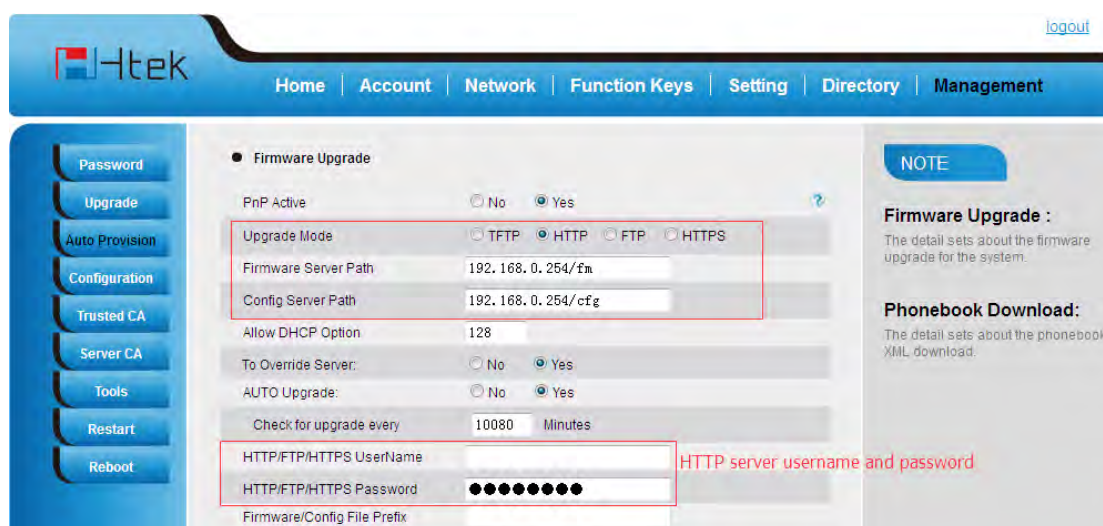 logout
Htek
Home | Account | Network | Function Keys | Setting | Directory | Management
Password
Upgrade
Auto Provision
Configuration
Trusted CA
Server CA
Tools
Restart
Reboot
Firmware Upgrade
PnP Active No Yes ?
Upgrade Mode TFTP HTTP FTP HTTPS
Firmware Server Path 192.168.0.254/fm
Config Server Path 192.168.0.254/cfg
Allow DHCP Option 128
To Override Server: No Yes
AUTO Upgrade: No Yes
Check for upgrade every 10080 Minutes
HTTP/FTP/HTTPS UserName
HTTP server username and password
HTTP/FTP/HTTPS Password ●●●●●●●●
Firmware/Config File Prefix
NOTE
Firmware Upgrade :
The detail sets about the firmware
upgrade for the system.
Phonebook Download:
The detail sets about the phonebook
XML download.